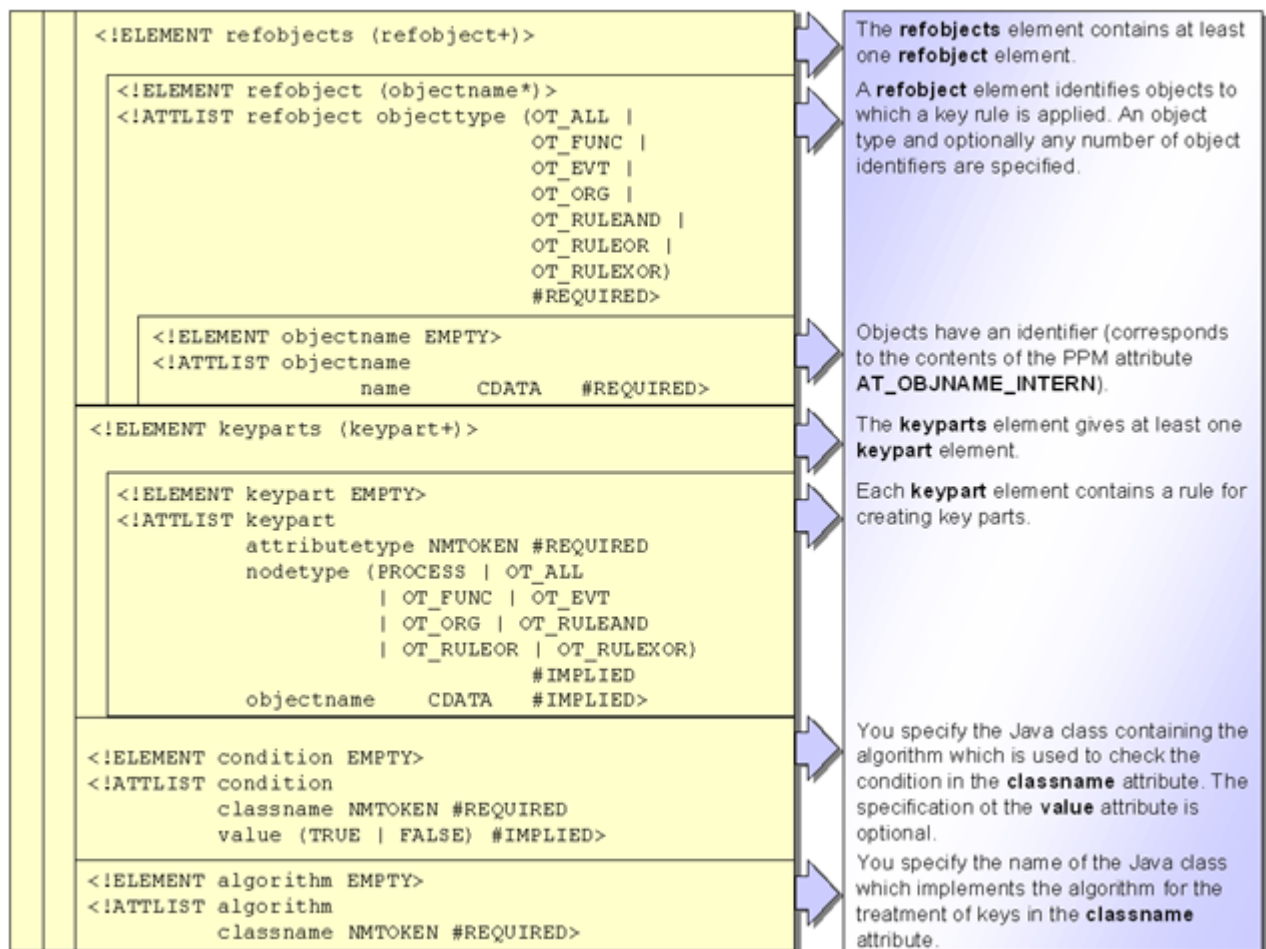 <!ELEMENT refobjects (refobject+)>
<!ELEMENT refobject (objectname*)>
<!ATTLIST refobject objecttype (OT_ALL |
OT_FUNC |
OT_EVT |
OT_ORG |
OT_RULEAND |
OT_RULEOR |
OT_RULEXOR)
#REQUIRED>
<!ELEMENT objectname EMPTY>
<!ATTLIST objectname
name CDATA #REQUIRED>
<!ELEMENT keyparts (keypart+)>
<!ELEMENT keypart EMPTY>
<!ATTLIST keypart
attributetype NMTOKEN #REQUIRED
nodetype (PROCESS | OT_ALL
| OT_FUNC | OT_EVT
| OT_ORG | OT_RULEAND
| OT_RULEOR | OT_RULEXOR)
#IMPLIED
objectname CDATA #IMPLIED>
<!ELEMENT condition EMPTY>
<!ATTLIST condition
classname NMTOKEN #REQUIRED
value (TRUE | FALSE) #IMPLIED>
<!ELEMENT algorithm EMPTY>
<!ATTLIST algorithm
classname NMTOKEN #REQUIRED>
The refobjects element contains at least
one refobject element.
A refobject element identifies objects to
which a key rule is applied. An object
type and optionally any number of object
identifiers are specified.
Objects have an identifier (corresponds
to the contents of the PPM attribute
AT_OBJNAME_INTERN).
The keyparts element gives at least one
keypart element.
Each keypart element contains a rule for
creating key parts.
You specify the Java class containing the
algorithm which is used to check the
condition in the classname attribute. The
specification ot the value attribute is
optional.
You specify the name of the Java class
which implements the algorithm for the
treatment of keys in the classname
attribute.